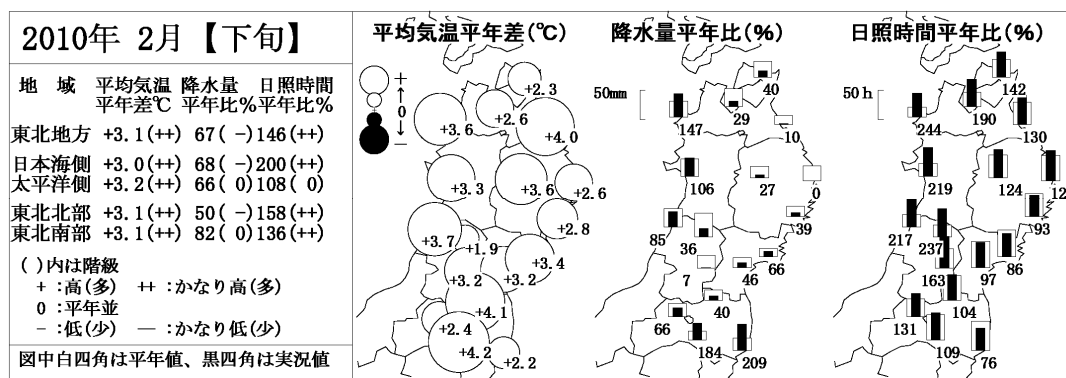 2010年 2月【下旬】
地 域 平均気温 降水量 日照時間
平年差℃ 平年比% 平年比%
東北地方 +3.1(++) 67( -) 146(++)
日本海側 +3.0(++) 68( -) 200(++)
太平洋側 +3.2(++) 66( 0) 108( 0)
東北北部 +3.1(++) 50( -) 158(++)
東北南部 +3.1(++) 82( 0) 136(++)
( )内は階級
+ :高(多) ++ :かなり高(多)
0 :平年並
- :低(少) — :かなり低(少)
図中白四角は平年値、黒四角は実況値
平均気温平年差(℃)
+
0
-
+2.3
+2.6
+3.6
+4.0
+3.3
+3.6
+2.6
+2.8
+3.7
+1.9
+3.4
+3.2
+3.2
+4.1
+2.4
+4.2
+2.2
降水量平年比(%)
50mm
40
147
29
10
106
27
0
39
85
36
66
7
46
40
66
184
209
日照時間平年比(%)
50h
142
244
190
130
219
124
93
217
237
86
163
97
104
131
109
76